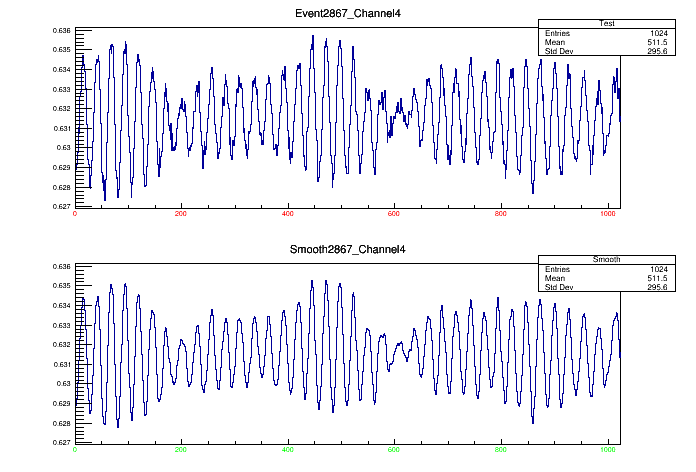 Event2867_Channel4
Test
Entries 1024
Mean 511.5
Std Dev 295.6
0.636
0.635
0.634
0.633
0.632
0.631
0.63
0.629
0.628
0.627
0 200 400 600 800 1000
Smooth2867_Channel4
Smooth
Entries 1024
Mean 511.5
Std Dev 295.6
0.636
0.635
0.634
0.633
0.632
0.631
0.63
0.629
0.628
0.627
0 200 400 600 800 1000